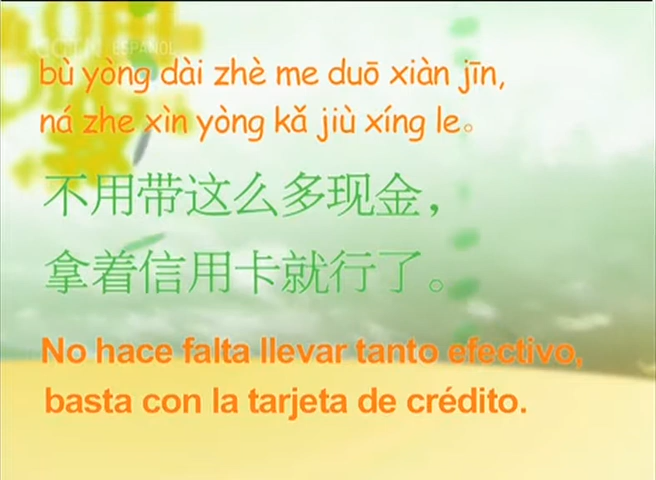 CCTV ESPAÑOL
bù yòng dài zhè me duō xiàn jīn,
ná zhe xìn yòng kǎ jiù xíng le。
不用带这么多现金，
拿着信用卡就行了。
No hace falta llevar tanto efectivo,
basta con la tarjeta de crédito.